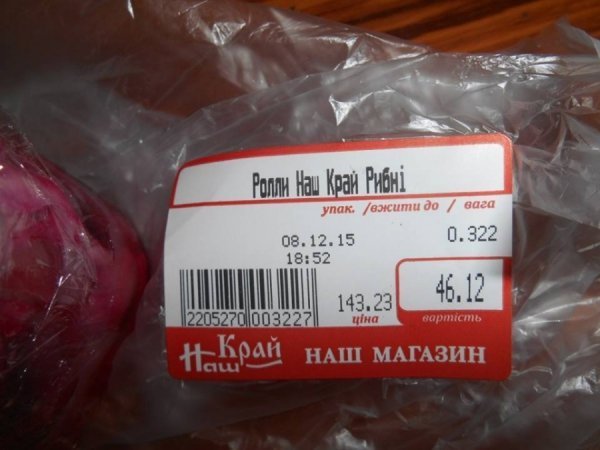 Ролли Наш Край Рибні
упак. /вжити до / вага
08.12.15 0.322
18:52
143.23 46.12
ціна вартість
2205270 003227
Наш Край НАШ МАГАЗИН